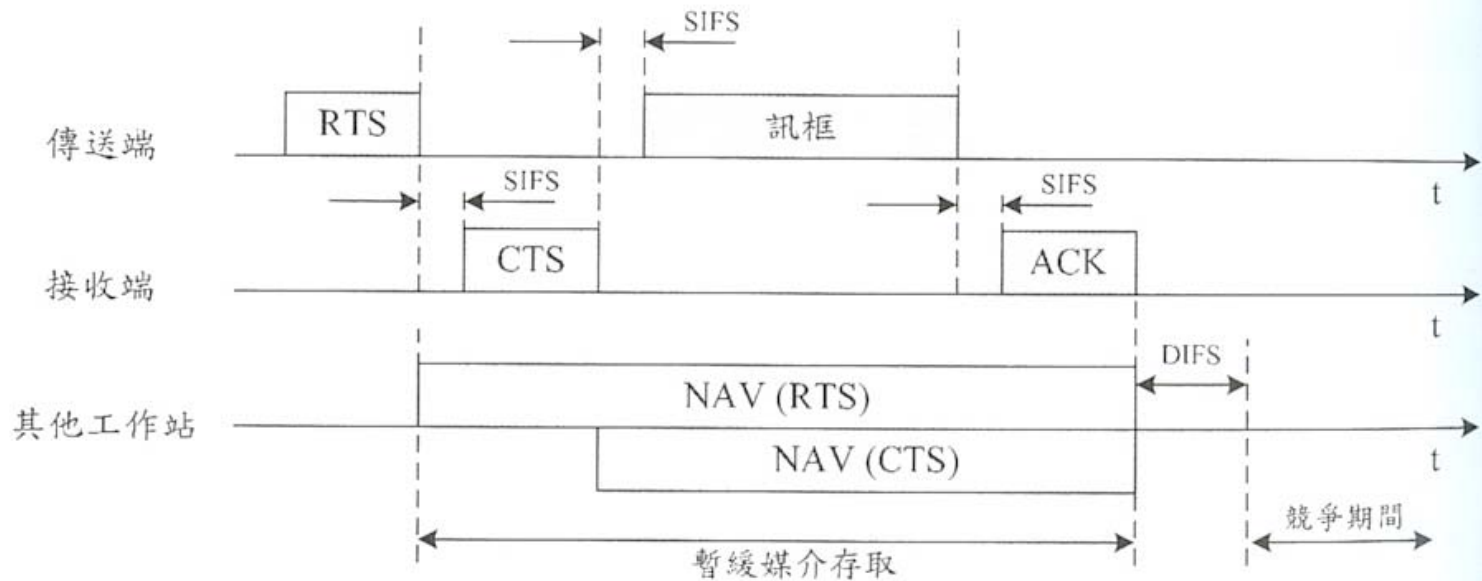 SIFS
RTS
訊框
傳送端
t
SIFS
SIFS
CTS
ACK
接收端
t
DIFS
NAV (RTS)
其他工作站
t
NAV (CTS)
競爭期間
暫緩媒介存取